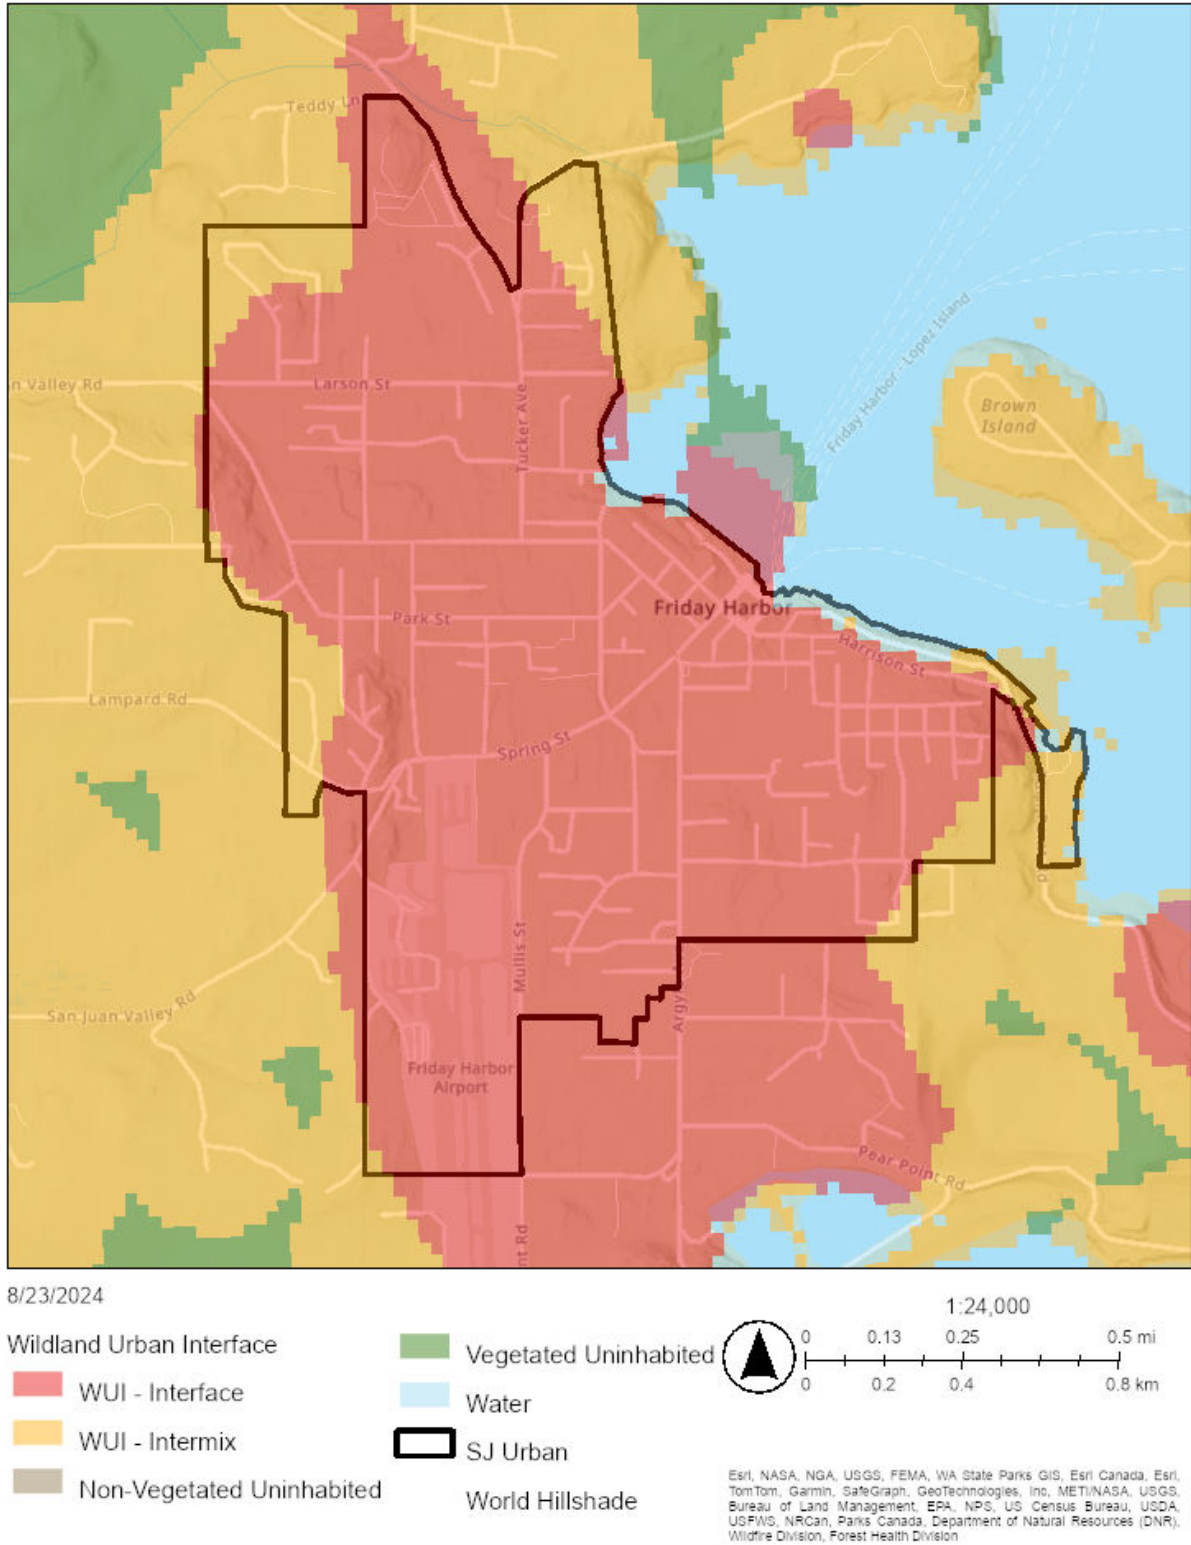 Teddy Ln
Friday Harbor - Lopez Island
n Valley Rd
Larson St
Brown
Island
Tucker Ave
Friday Harbor
Park St
Harrison St
Lampard Rd
Spring St
Mullis St
San Juan Valley Rd
Argy
Friday Harbor
Airport
Pear Point Rd
nt Rd
8/23/2024
1:24,000
0 0.13 0.25 0.5 mi
0 0.2 0.4 0.8 km
Wildland Urban Interface
WUI - Interface
WUI - Intermix
Non-Vegetated Uninhabited
Vegetated Uninhabited
Water
SJ Urban
World Hillshade
Esri, NASA, NGA, USGS, FEMA, WA State Parks GIS, Esri Canada, Esri,
TomTom, Garmin, SafeGraph, GeoTechnologies, Inc, METI/NASA, USGS,
Bureau of Land Management, EPA, NPS, US Census Bureau, USDA,
USFWS, NRCan, Parks Canada, Department of Natural Resources (DNR),
Wildfire Division, Forest Health Division